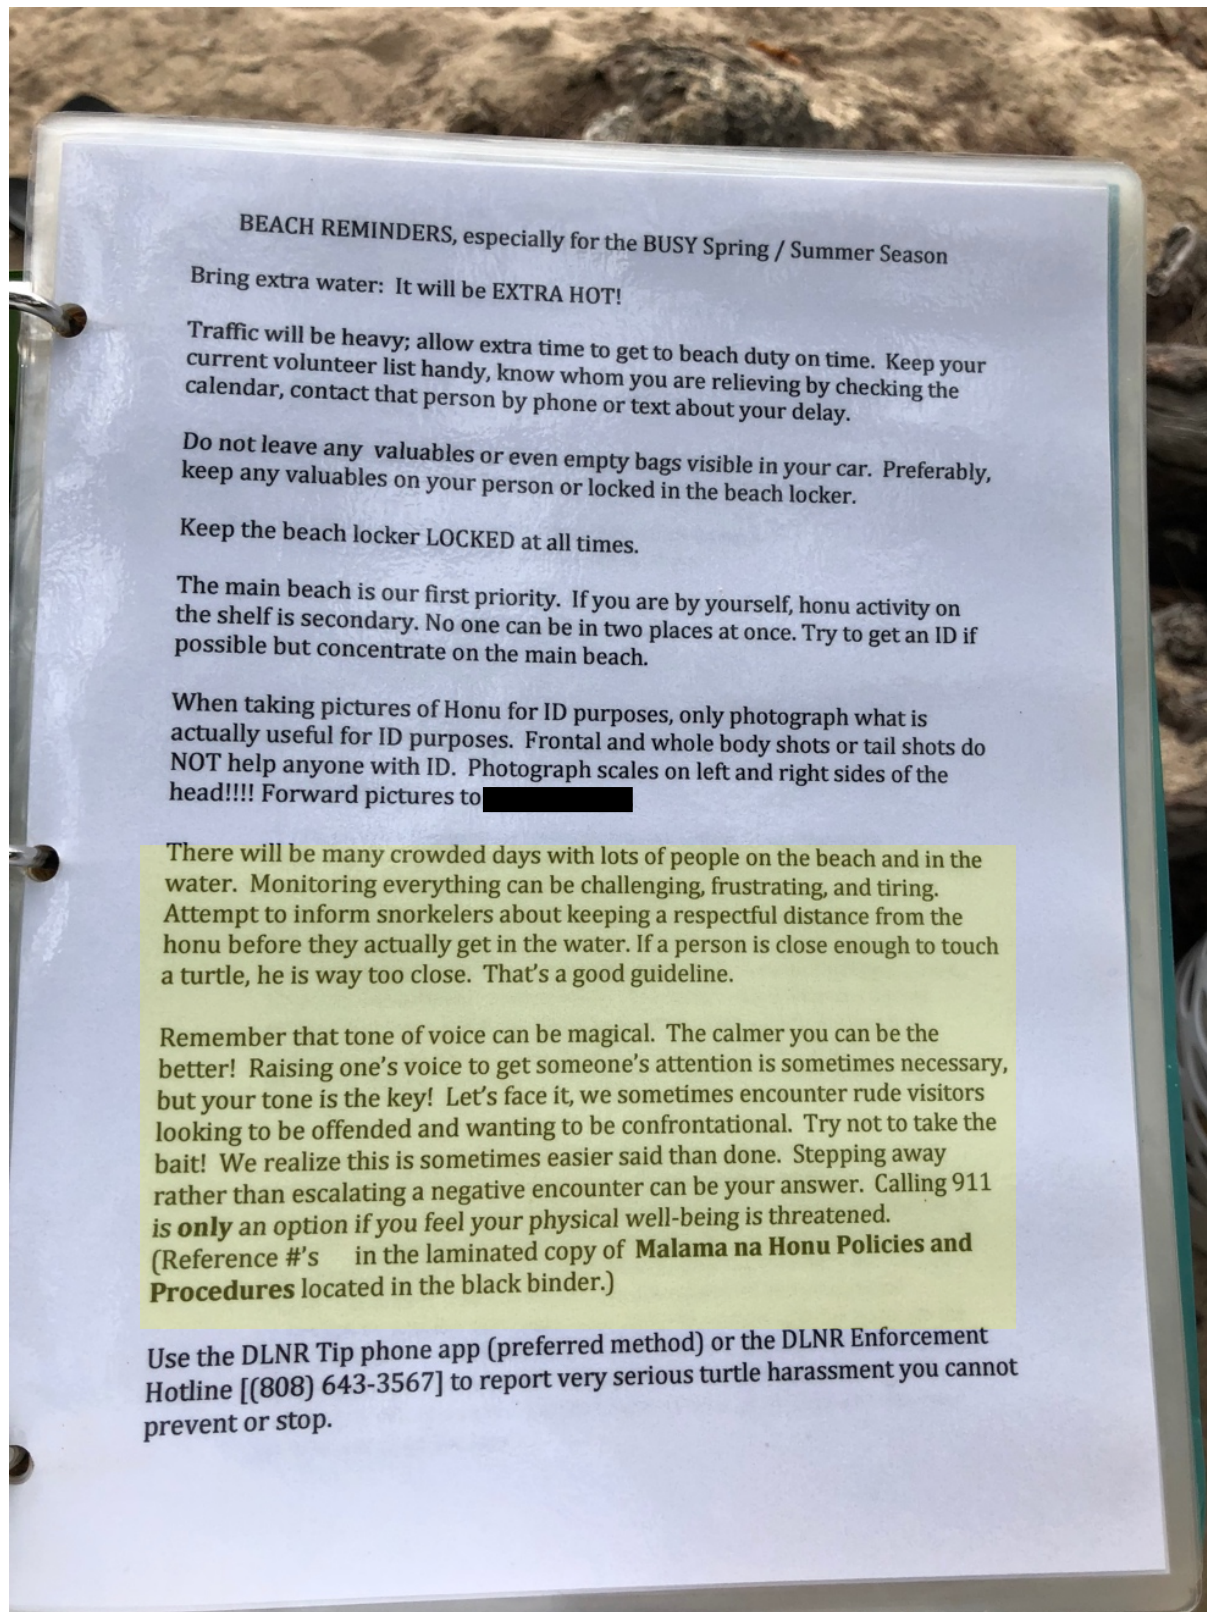 BEACH REMINDERS, especially for the BUSY Spring / Summer Season
Bring extra water: It will be EXTRA HOT!
Traffic will be heavy; allow extra time to get to beach duty on time. Keep your
current volunteer list handy, know whom you are relieving by checking the
calendar, contact that person by phone or text about your delay.
Do not leave any valuables or even empty bags visible in your car. Preferably,
keep any valuables on your person or locked in the beach locker.
Keep the beach locker LOCKED at all times.
The main beach is our first priority. If you are by yourself, honu activity on
the shelf is secondary. No one can be in two places at once. Try to get an ID if
possible but concentrate on the main beach.
When taking pictures of Honu for ID purposes, only photograph what is
actually useful for ID purposes. Frontal and whole body shots or tail shots do
NOT help anyone with ID. Photograph scales on left and right sides of the
head!!!! Forward pictures to
There will be many crowded days with lots of people on the beach and in the
water. Monitoring everything can be challenging, frustrating, and tiring.
Attempt to inform snorkelers about keeping a respectful distance from the
honu before they actually get in the water. If a person is close enough to touch
a turtle, he is way too close. That's a good guideline.
Remember that tone of voice can be magical. The calmer you can be the
better! Raising one's voice to get someone's attention is sometimes necessary,
but your tone is the key! Let's face it, we sometimes encounter rude visitors
looking to be offended and wanting to be confrontational. Try not to take the
bait! We realize this is sometimes easier said than done. Stepping away
rather than escalating a negative encounter can be your answer. Calling 911
is only an option if you feel your physical well-being is threatened.
(Reference #'s in the laminated copy of Malama na Honu Policies and
Procedures located in the black binder.)
Use the DLNR Tip phone app (preferred method) or the DLNR Enforcement
Hotline [(808) 643-3567] to report very serious turtle harassment you cannot
prevent or stop.